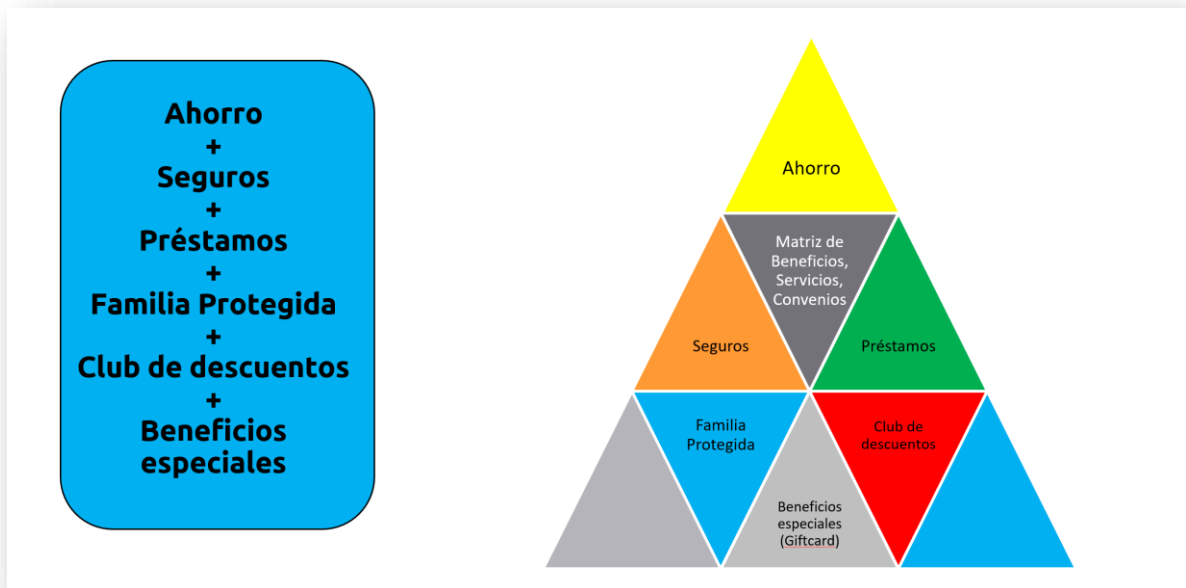 Ahorro
+
Seguros
+
Préstamos
+
Familia Protegida
+
Club de descuentos
+
Beneficios
especiales
Ahorro
Matriz de
Beneficios,
Servicios,
Convenios
Seguros
Préstamos
Familia
Protegida
Club de
descuentos
Beneficios
especiales
(Giftcard)